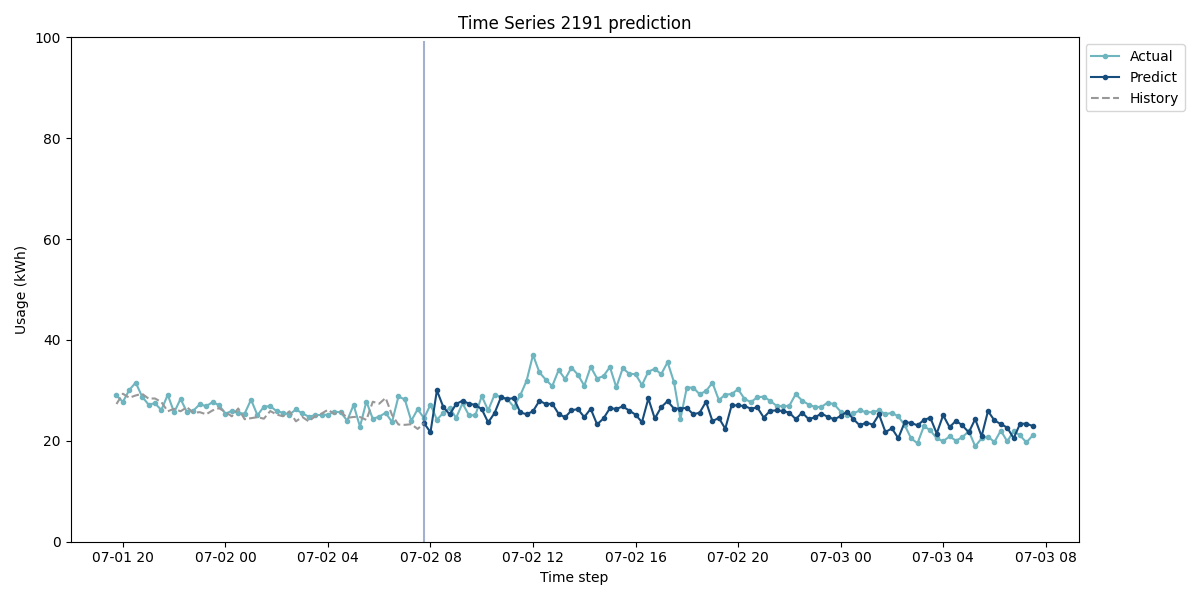 Time Series 2191 prediction
100
80
60
40
20
0
Usage (kWh)
07-01 20
07-02 00
07-02 04
07-02 08
07-02 12
07-02 16
07-02 20
07-03 00
07-03 04
07-03 08
Time step
Actual
Predict
History